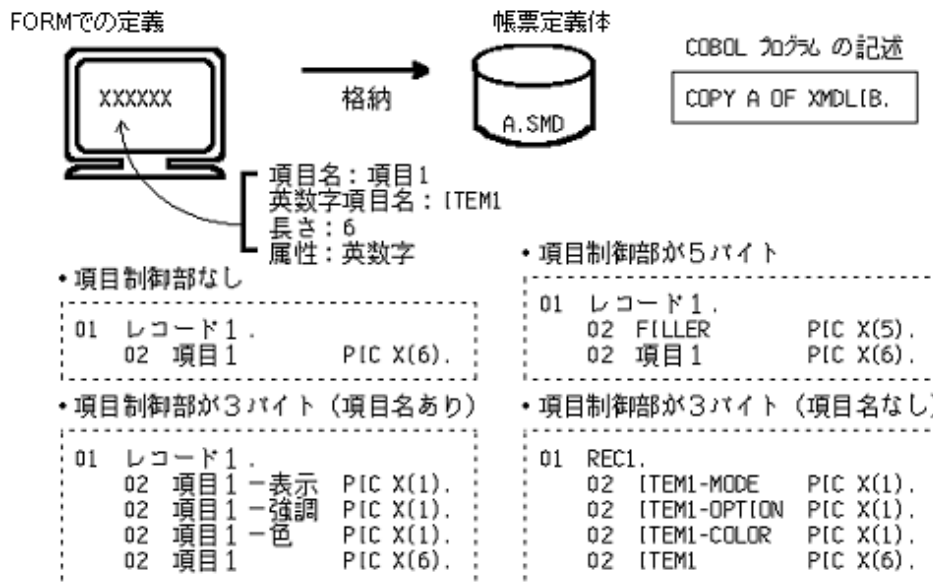 FORMでの定義
帳票定義体
COBOL プログラム の記述
XXXXXX
格納
A.SMD
COPY A OF XMDLIB.
項目名：項目1
英数字項目名：ITEM1
長さ：6
属性：英数字
・項目制御部なし
01 レコード1.
02 項目1 PIC X(6).
・項目制御部が5バイト
01 レコード1.
02 FILLER PIC X(5).
02 項目1 PIC X(6).
・項目制御部が3バイト（項目名あり）
01 レコード1.
02 項目1－表示 PIC X(1).
02 項目1－強調 PIC X(1).
02 項目1－色 PIC X(1).
02 項目1 PIC X(6).
・項目制御部が3バイト（項目名なし）
01 REC1.
02 ITEM1-MODE PIC X(1).
02 ITEM1-OPTION PIC X(1).
02 ITEM1-COLOR PIC X(1).
02 ITEM1 PIC X(6).